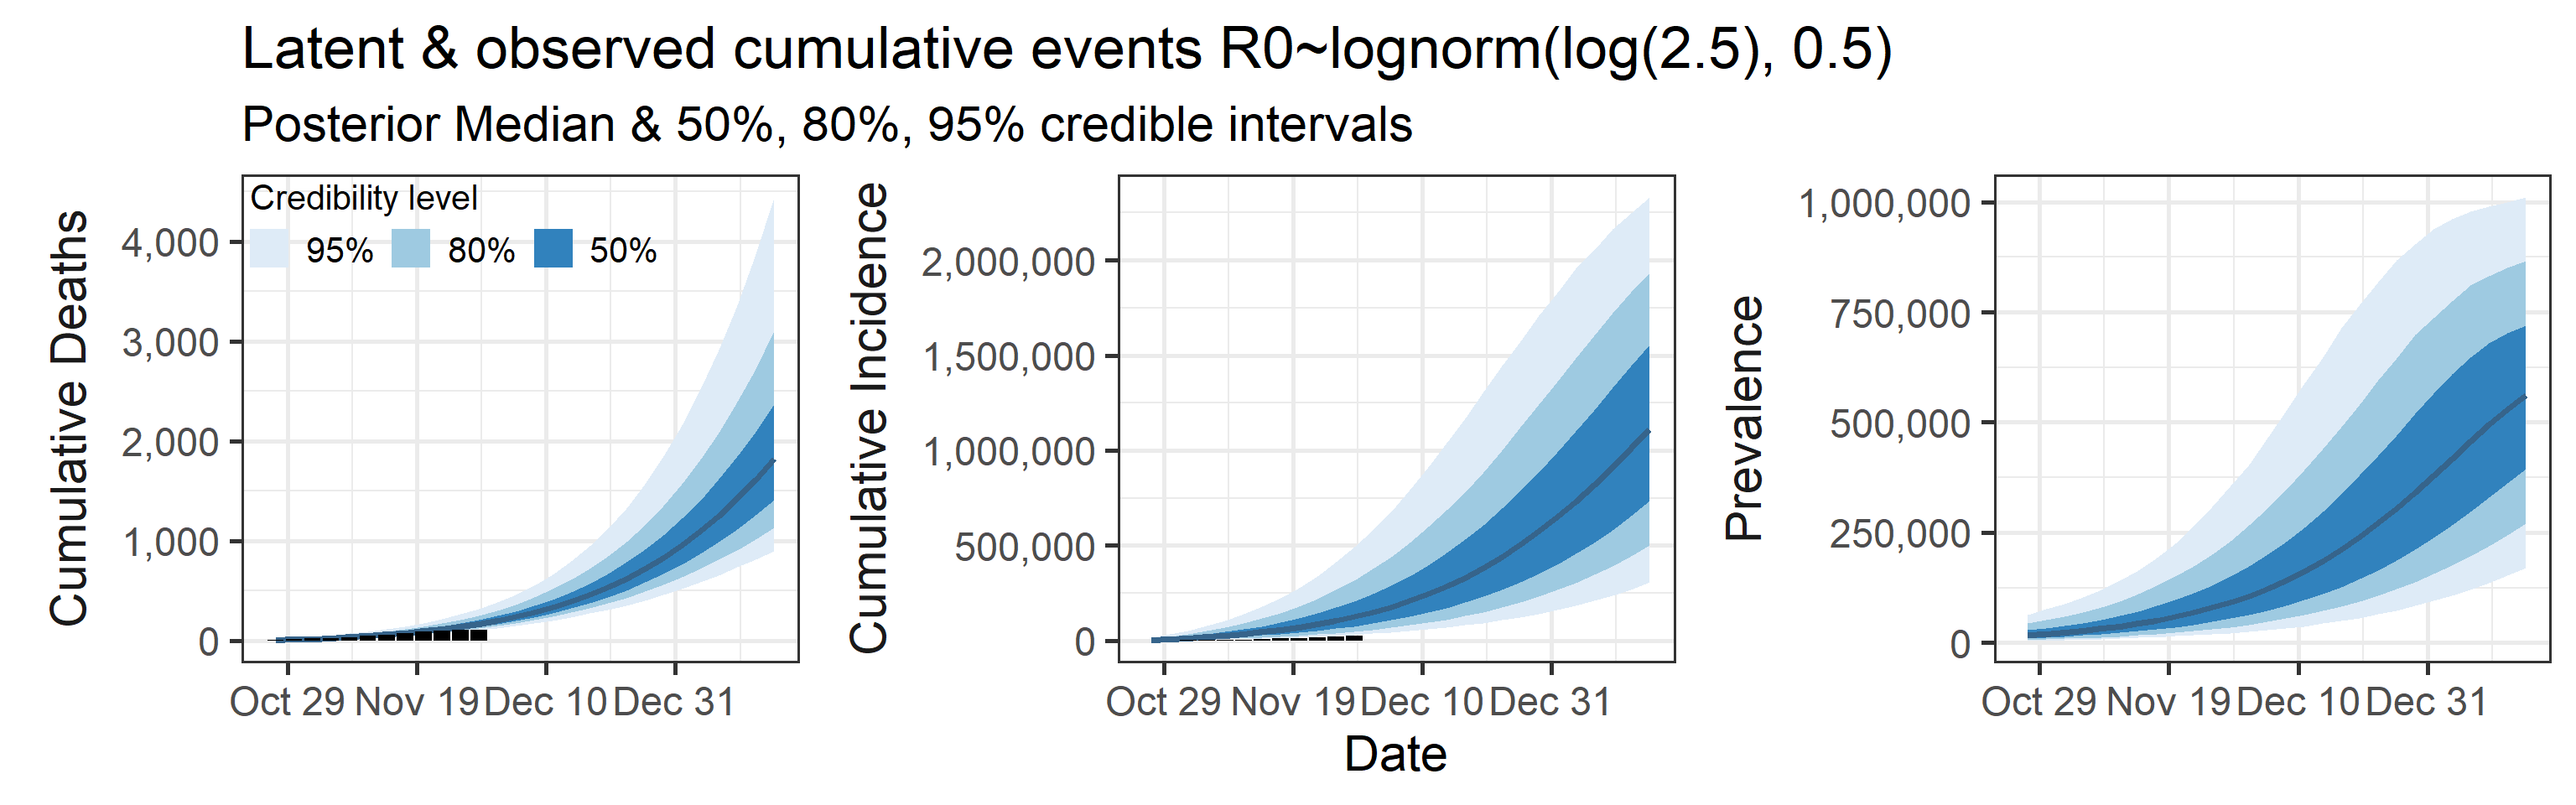 Latent & observed cumulative events R0~lognorm(log(2.5), 0.5)
Posterior Median & 50%, 80%, 95% credible intervals
Cumulative Deaths
4,000
3,000
2,000
1,000
0
Credibility level
95% 80% 50%
Oct 29 Nov 19 Dec 10 Dec 31
Cumulative Incidence
2,000,000
1,500,000
1,000,000
500,000
0
Oct 29 Nov 19 Dec 10 Dec 31
Prevalence
1,000,000
750,000
500,000
250,000
0
Oct 29 Nov 19 Dec 10 Dec 31
Date